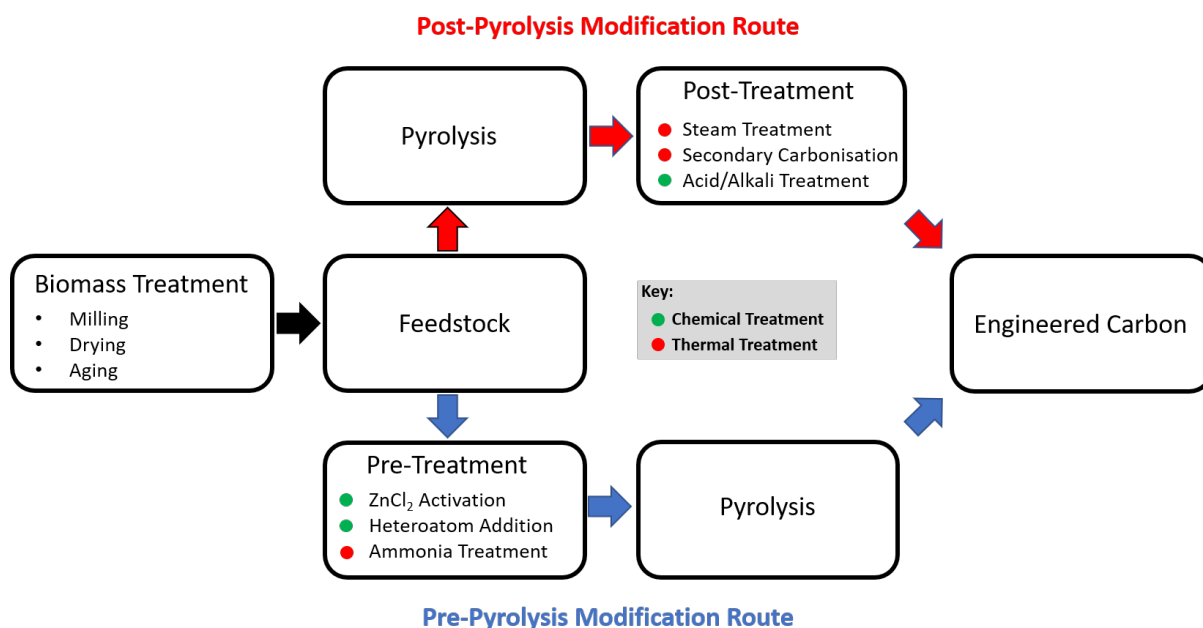 Post-Pyrolysis Modification Route
Pyrolysis
Post-Treatment
Steam Treatment
Secondary Carbonisation
Acid/Alkali Treatment
Biomass Treatment
• Milling
• Drying
• Aging
Feedstock
Key:
Chemical Treatment
Thermal Treatment
Engineered Carbon
Pre-Treatment
ZnCl₂ Activation
Heteroatom Addition
Ammonia Treatment
Pyrolysis
Pre-Pyrolysis Modification Route